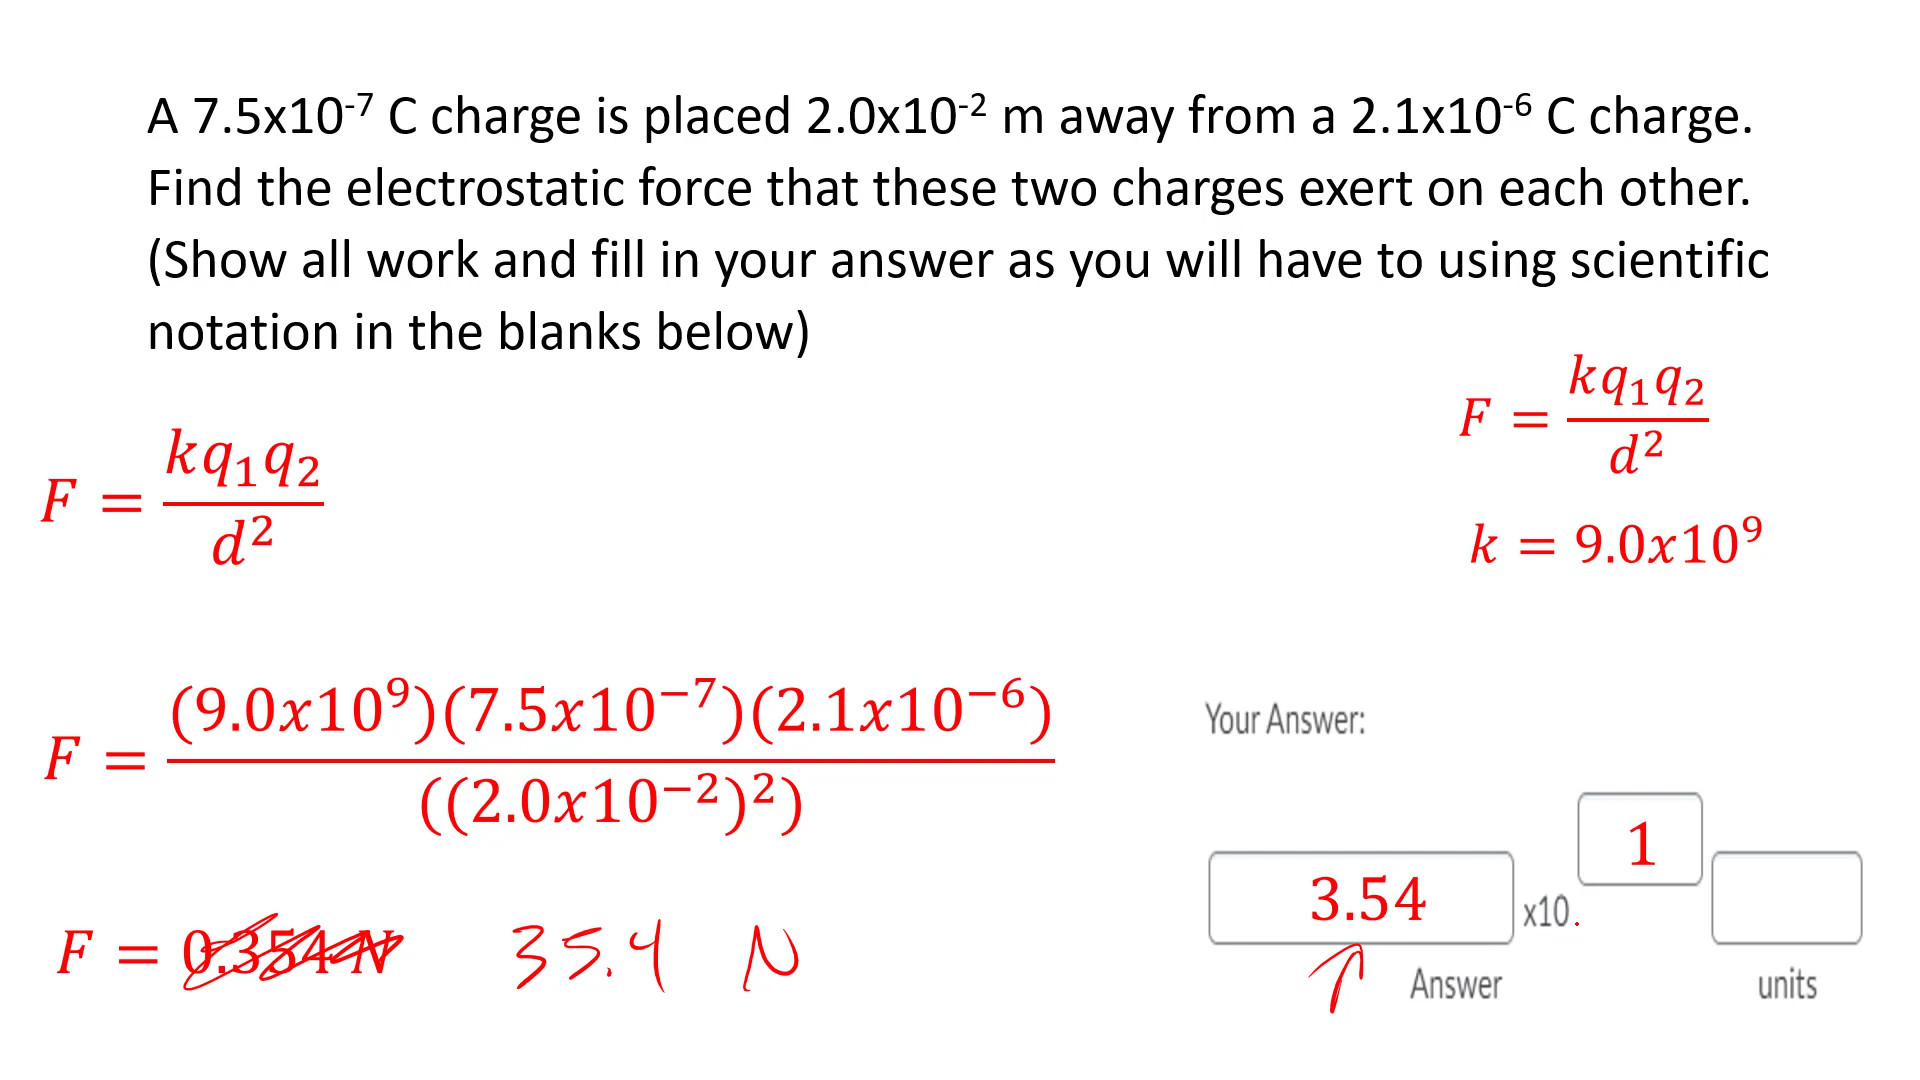 A 7.5x10⁻⁷ C charge is placed 2.0x10⁻² m away from a 2.1x10⁻⁶ C charge.
Find the electrostatic force that these two charges exert on each other.
(Show all work and fill in your answer as you will have to using scientific
notation in the blanks below)
F = kq₁q₂ / d²
F = kq₁q₂ / d²
k = 9.0x10⁹
F = (9.0x10⁹)(7.5x10⁻⁷)(2.1x10⁻⁶) / ((2.0x10⁻²)²)
F = 0.354 N 35.4 N
Your Answer:
3.54 x10 1
Answer units